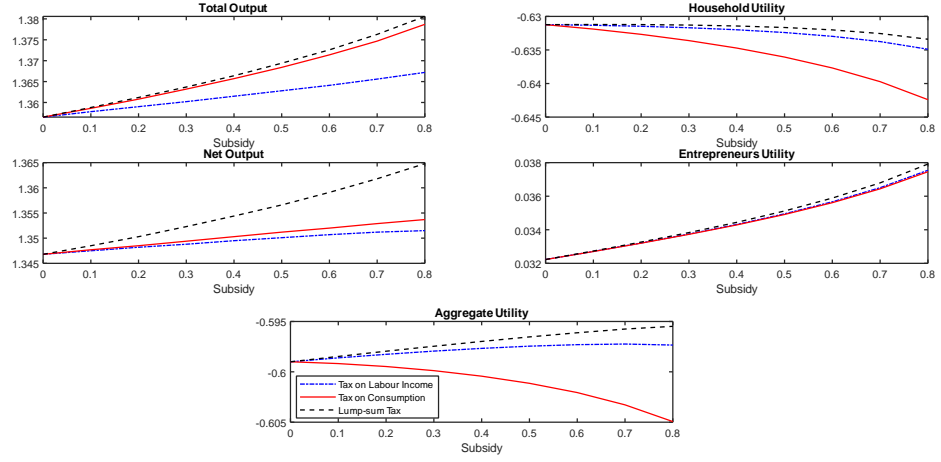 Total Output
1.38
1.375
1.37
1.365
1.36
0 0.1 0.2 0.3 0.4 0.5 0.6 0.7 0.8
Subsidy
Household Utility
-0.63
-0.635
-0.64
-0.645
0 0.1 0.2 0.3 0.4 0.5 0.6 0.7 0.8
Subsidy
Net Output
1.365
1.36
1.355
1.35
1.345
0 0.1 0.2 0.3 0.4 0.5 0.6 0.7 0.8
Subsidy
Entrepreneurs Utility
0.038
0.036
0.034
0.032
0 0.1 0.2 0.3 0.4 0.5 0.6 0.7 0.8
Subsidy
Aggregate Utility
-0.595
-0.6
-0.605
Tax on Labour Income
Tax on Consumption
Lump-sum Tax
0 0.1 0.2 0.3 0.4 0.5 0.6 0.7 0.8
Subsidy